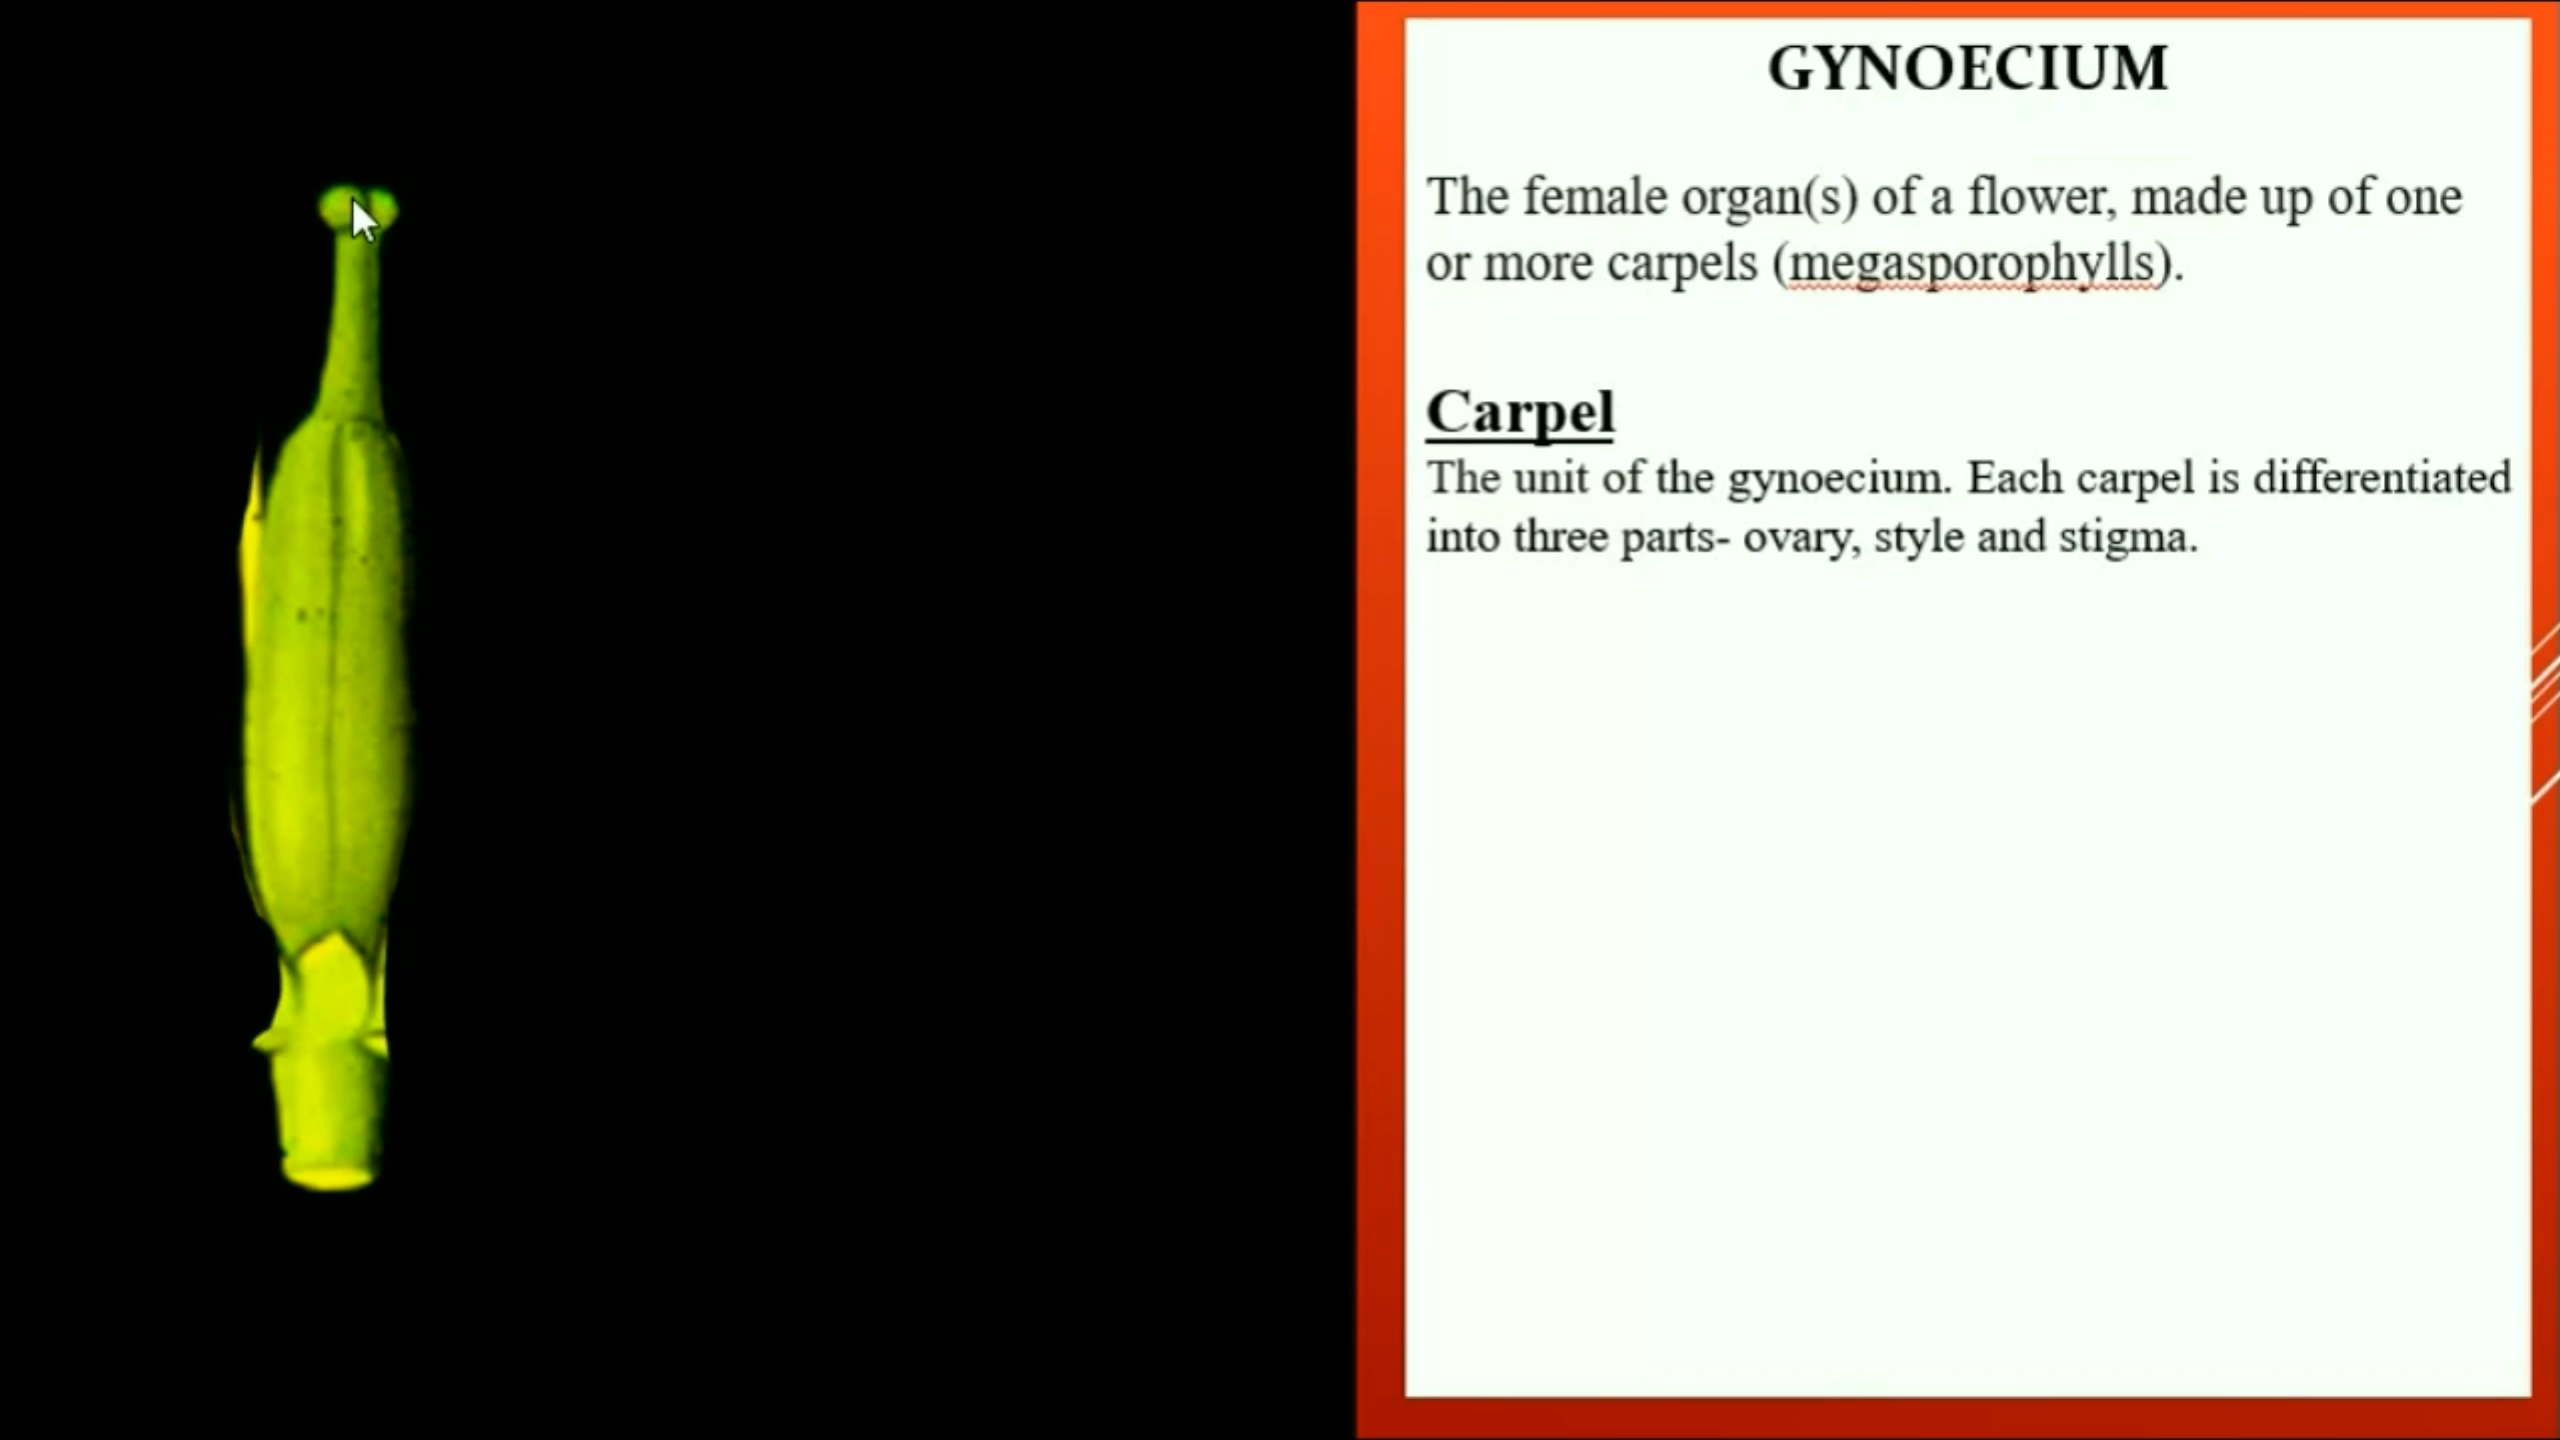 GYNOECIUM
The female organ(s) of a flower, made up of one
or more carpels (megasporophylls).
Carpel
The unit of the gynoecium. Each carpel is differentiated
into three parts- ovary, style and stigma.